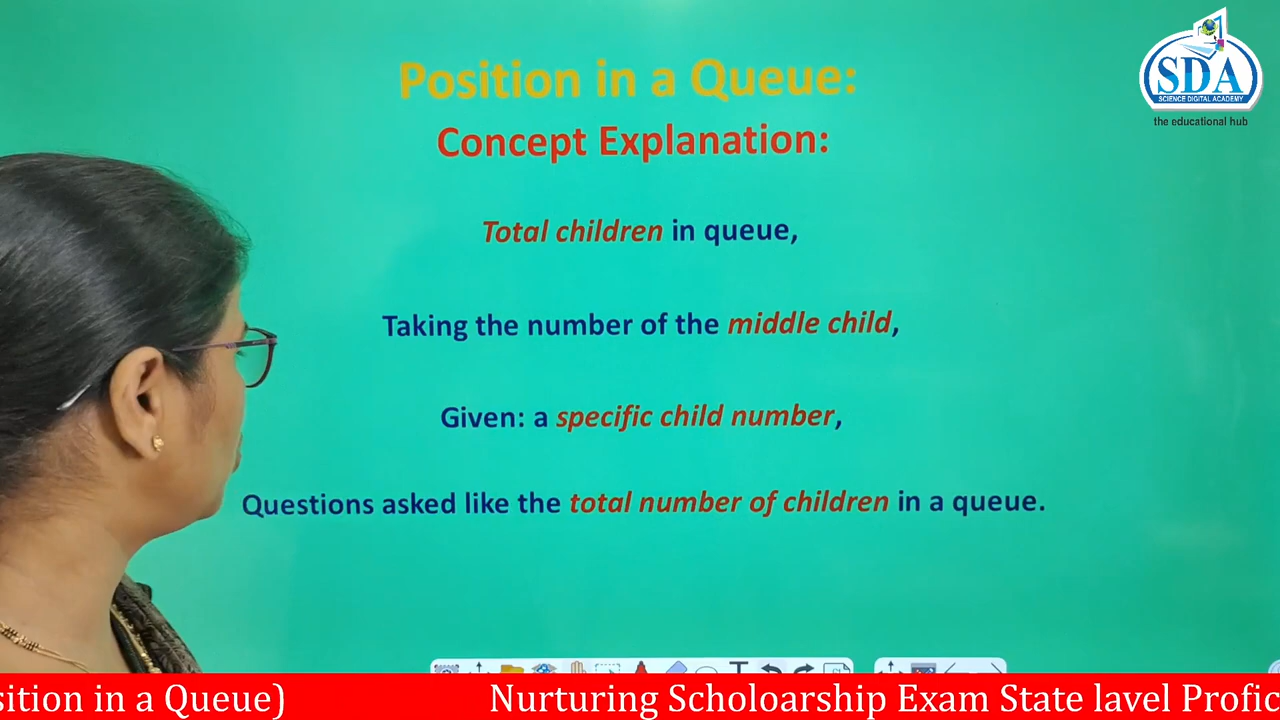 Position in a Queue:
SDA
SCIENCE DIGITAL ACADEMY
the educational hub
Concept Explanation:
Total children in queue,
Taking the number of the middle child,
Given: a specific child number,
Questions asked like the total number of children in a queue.
sition in a Queue) Nurturing Scholoarship Exam State lavel Profic